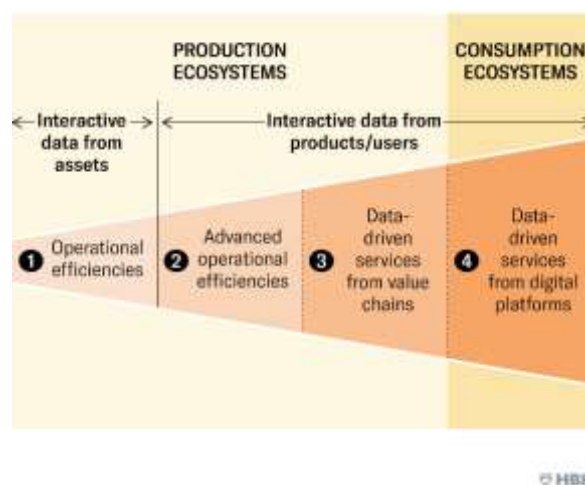 PRODUCTION
ECOSYSTEMS
CONSUMPTION
ECOSYSTEMS
Interactive
data from
assets
Interactive data from
products/users
1 Operational
efficiencies
2 Advanced
operational
efficiencies
3 Data-
driven
services
from value
chains
4 Data-
driven
services
from digital
platforms